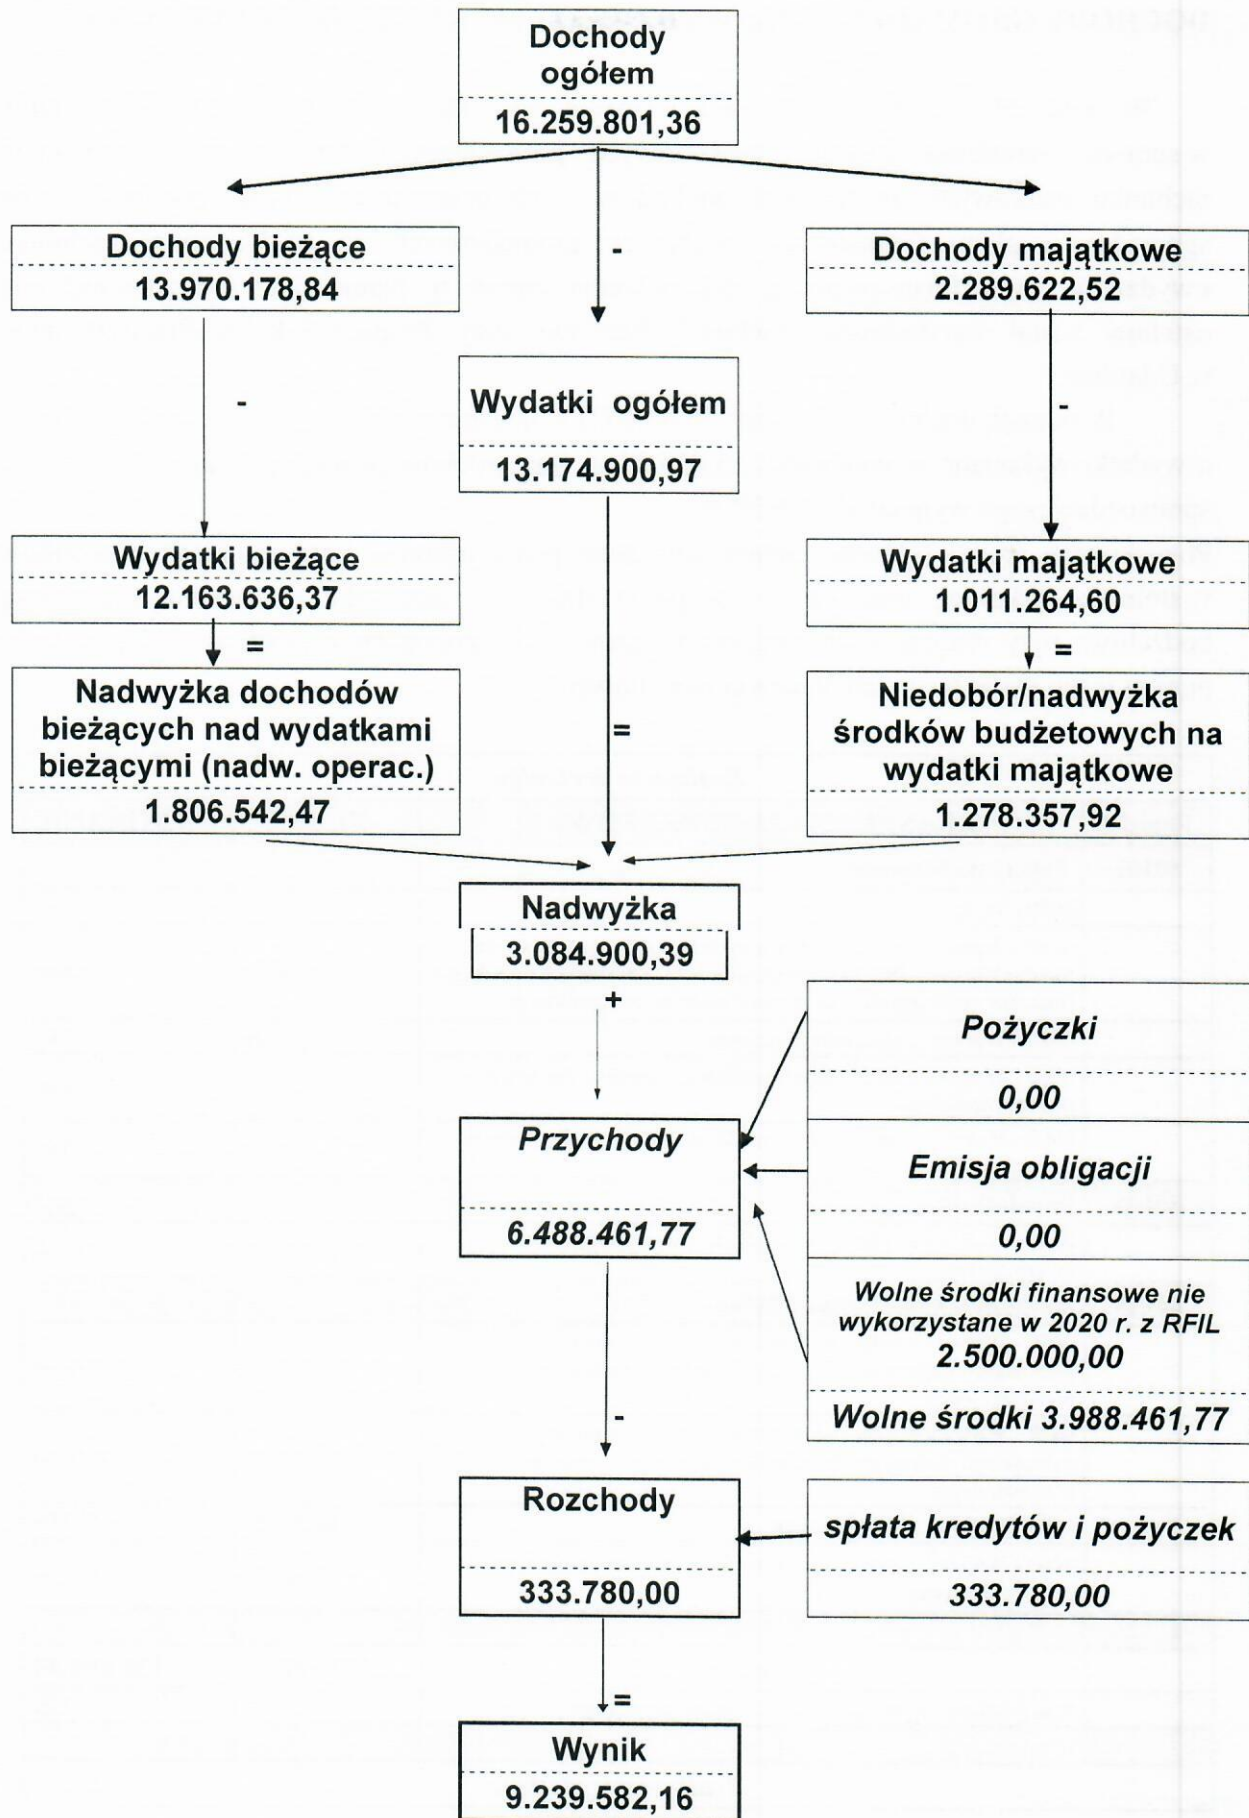 Dochody
ogółem
16.259.801,36
Dochody bieżące
13.970.178,84
-
Dochody majątkowe
2.289.622,52
-
Wydatki ogółem
13.174.900,97
-
Wydatki bieżące
12.163.636,37
=
Wydatki majątkowe
1.011.264,60
=
Nadwyżka dochodów
bieżących nad wydatkami
bieżącymi (nadw. operac.)
1.806.542,47
=
Niedobór/nadwyżka
środków budżetowych na
wydatki majątkowe
1.278.357,92
Nadwyżka
3.084.900,39
+
Pożyczki
0,00
Przychody
6.488.461,77
Emisja obligacji
0,00
Wolne środki finansowe nie
wykorzystane w 2020 r. z RFIL
2.500.000,00
Wolne środki 3.988.461,77
-
Rozchody
333.780,00
spłata kredytów i pożyczek
333.780,00
=
Wynik
9.239.582,16